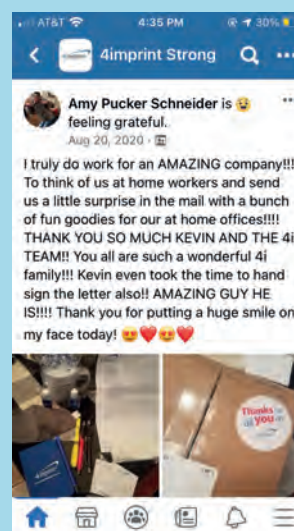 AT&T 4:35 PM 30%
4imprint Strong
Amy Pucker Schneider is
feeling grateful.
Aug 20, 2020
I truly do work for an AMAZING company!!!
To think of us at home workers and send
us a little surprise in the mail with a bunch
of fun goodies for our at home offices!!!!
THANK YOU SO MUCH KEVIN AND THE 4i
TEAM!! You all are such a wonderful 4i
family!!! Kevin even took the time to hand
sign the letter also!! AMAZING GUY HE
IS!!!! Thank you for putting a huge smile on
my face today! 😍❤️😍❤️
Thanks
you